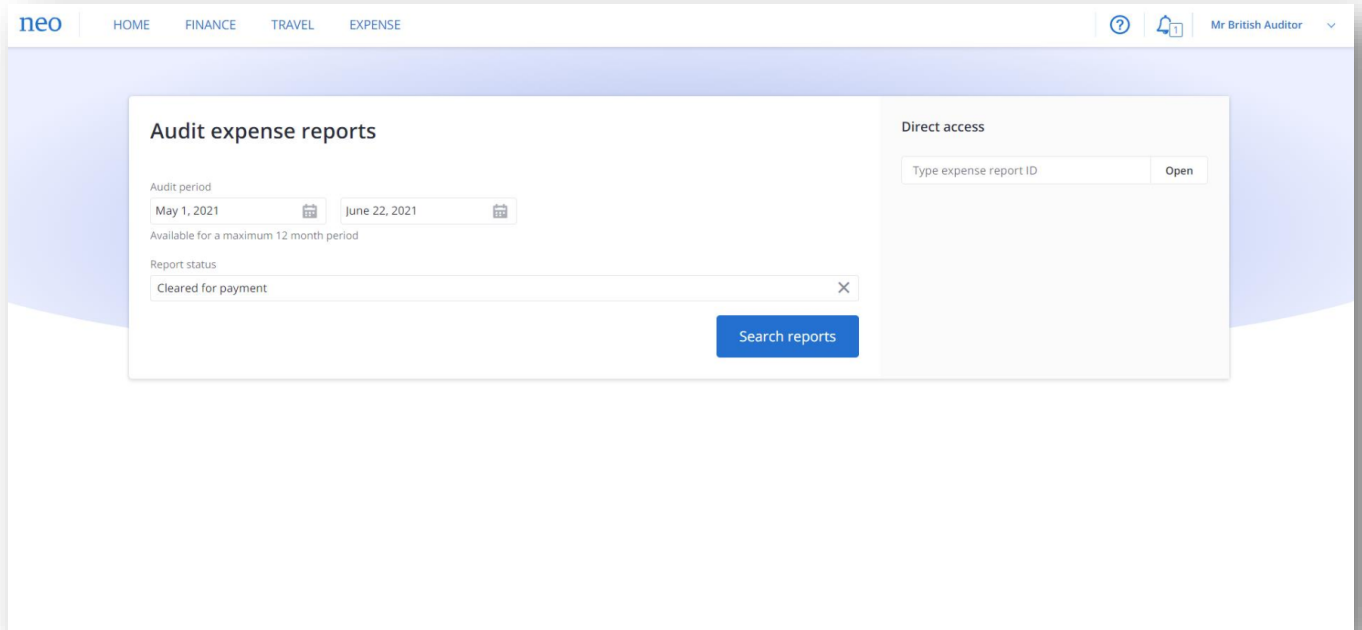 neo HOME FINANCE TRAVEL EXPENSE 1 Mr British Auditor
Audit expense reports
Audit period
May 1, 2021 June 22, 2021
Available for a maximum 12 month period
Report status
Cleared for payment
Search reports
Direct access
Type expense report ID Open